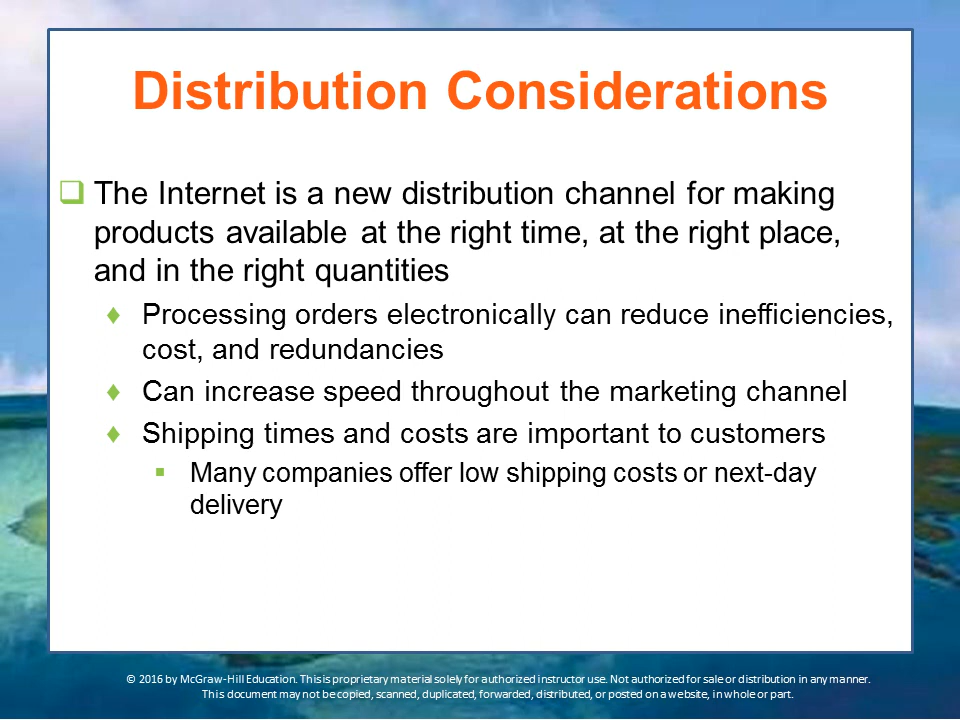 Distribution Considerations
The Internet is a new distribution channel for making
products available at the right time, at the right place,
and in the right quantities
Processing orders electronically can reduce inefficiencies,
cost, and redundancies
Can increase speed throughout the marketing channel
Shipping times and costs are important to customers
Many companies offer low shipping costs or next-day
delivery
© 2016 by McGraw-Hill Education. This is proprietary material solely for authorized instructor use. Not authorized for sale or distribution in any manner.
This document may not be copied, scanned, duplicated, forwarded, distributed, or posted on a website, in whole or part.